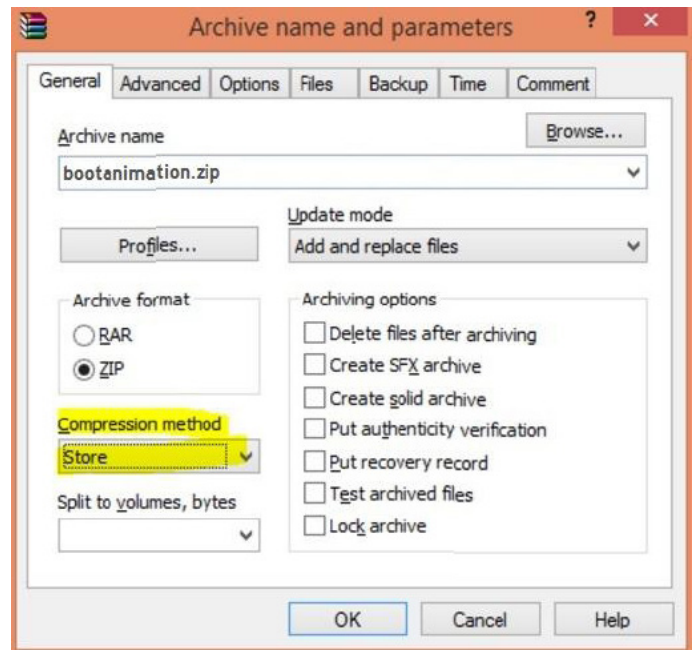 Archive name and parameters
?
×
General Advanced Options Files Backup Time Comment
Archive name
Browse...
bootanimation.zip
Update mode
Profiles...
Add and replace files
Archive format
Archiving options
RAR
Delete files after archiving
ZIP
Create SFX archive
Create solid archive
Compression method
Put authenticity verification
Store
Put recovery record
Test archived files
Split to volumes, bytes
Lock archive
OK Cancel Help